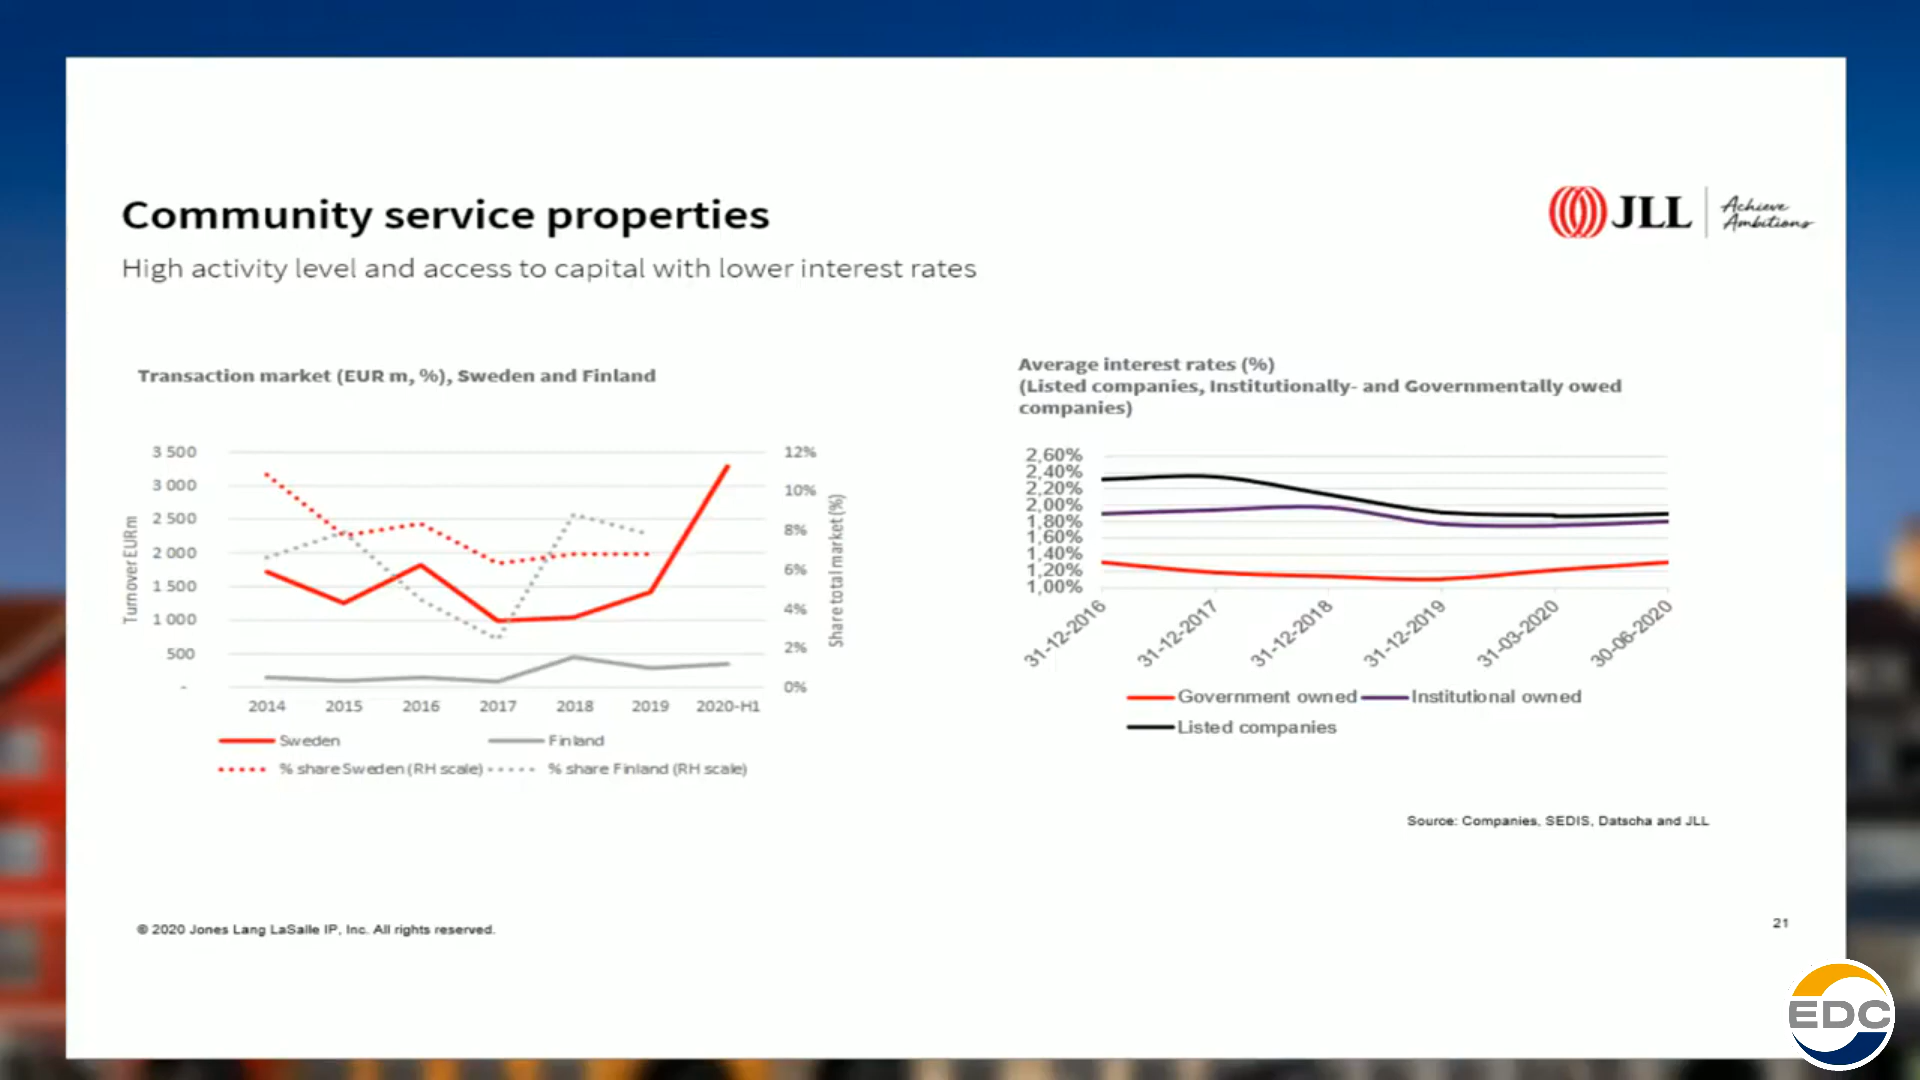 Community service properties
High activity level and access to capital with lower interest rates
JLL
Achieve
Ambitions
Transaction market (EUR m, %), Sweden and Finland
3 500
3 000
2 500
2 000
1 500
1 000
500
-
Turnover EURm
12%
10%
8%
6%
4%
2%
0%
Share total market (%)
2014 2015 2016 2017 2018 2019 2020-H1
Sweden Finland
% share Sweden (RH scale) % share Finland (RH scale)
Average interest rates (%)
(Listed companies, Institutionally- and Governmentally owed
companies)
2,60%
2,40%
2,20%
2,00%
1,80%
1,60%
1,40%
1,20%
1,00%
31-12-2016 31-12-2017 31-12-2018 31-12-2019 31-03-2020 30-06-2020
Government owned Institutional owned
Listed companies
Source: Companies, SEDIS, Datscha and JLL
© 2020 Jones Lang LaSalle IP, Inc. All rights reserved.
21
EDC